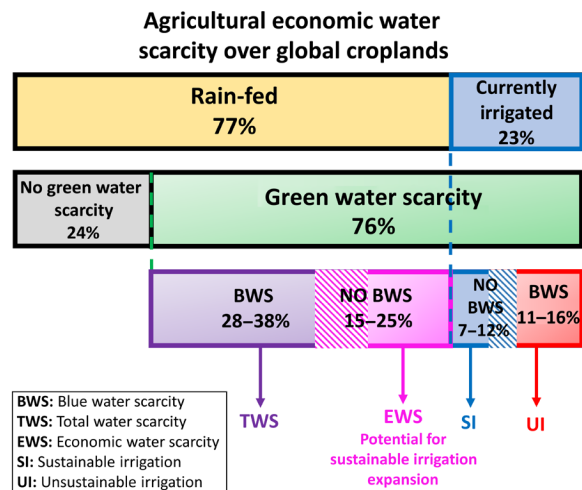 Agricultural economic water
scarcity over global croplands
Rain-fed
77%
Currently
irrigated
23%
No green water
scarcity
24%
Green water scarcity
76%
BWS
28–38%
NO BWS
15–25%
NO
BWS
7–12%
BWS
11–16%
TWS
EWS
Potential for
sustainable irrigation
expansion
SI
UI
BWS: Blue water scarcity
TWS: Total water scarcity
EWS: Economic water scarcity
SI: Sustainable irrigation
UI: Unsustainable irrigation